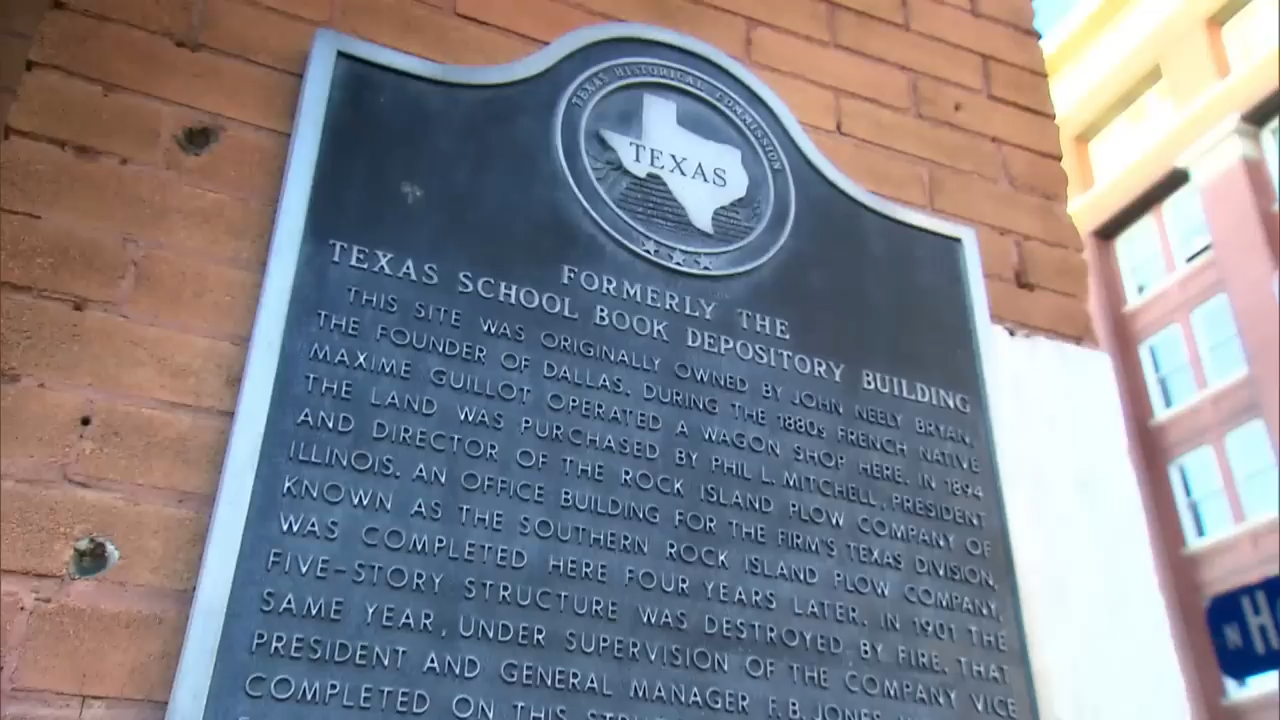 TEXAS HISTORICAL COMMISSION
TEXAS
FORMERLY THE
TEXAS SCHOOL BOOK DEPOSITORY BUILDING
THIS SITE WAS ORIGINALLY OWNED BY JOHN NEELY BRYAN,
THE FOUNDER OF DALLAS. DURING THE 1880s FRENCH NATIVE
MAXIME GUILLOT OPERATED A WAGON SHOP HERE. IN 1894
THE LAND WAS PURCHASED BY PHIL L. MITCHELL, PRESIDENT
AND DIRECTOR OF THE ROCK ISLAND PLOW COMPANY OF
ILLINOIS. AN OFFICE BUILDING FOR THE FIRM'S TEXAS DIVISION,
KNOWN AS THE SOUTHERN ROCK ISLAND PLOW COMPANY,
WAS COMPLETED HERE FOUR YEARS LATER. IN 1901 THE
FIVE-STORY STRUCTURE WAS DESTROYED BY FIRE. THAT
SAME YEAR, UNDER SUPERVISION OF THE COMPANY VICE
PRESIDENT AND GENERAL MANAGER F. B. JONES,
COMPLETED ON THIS
N H